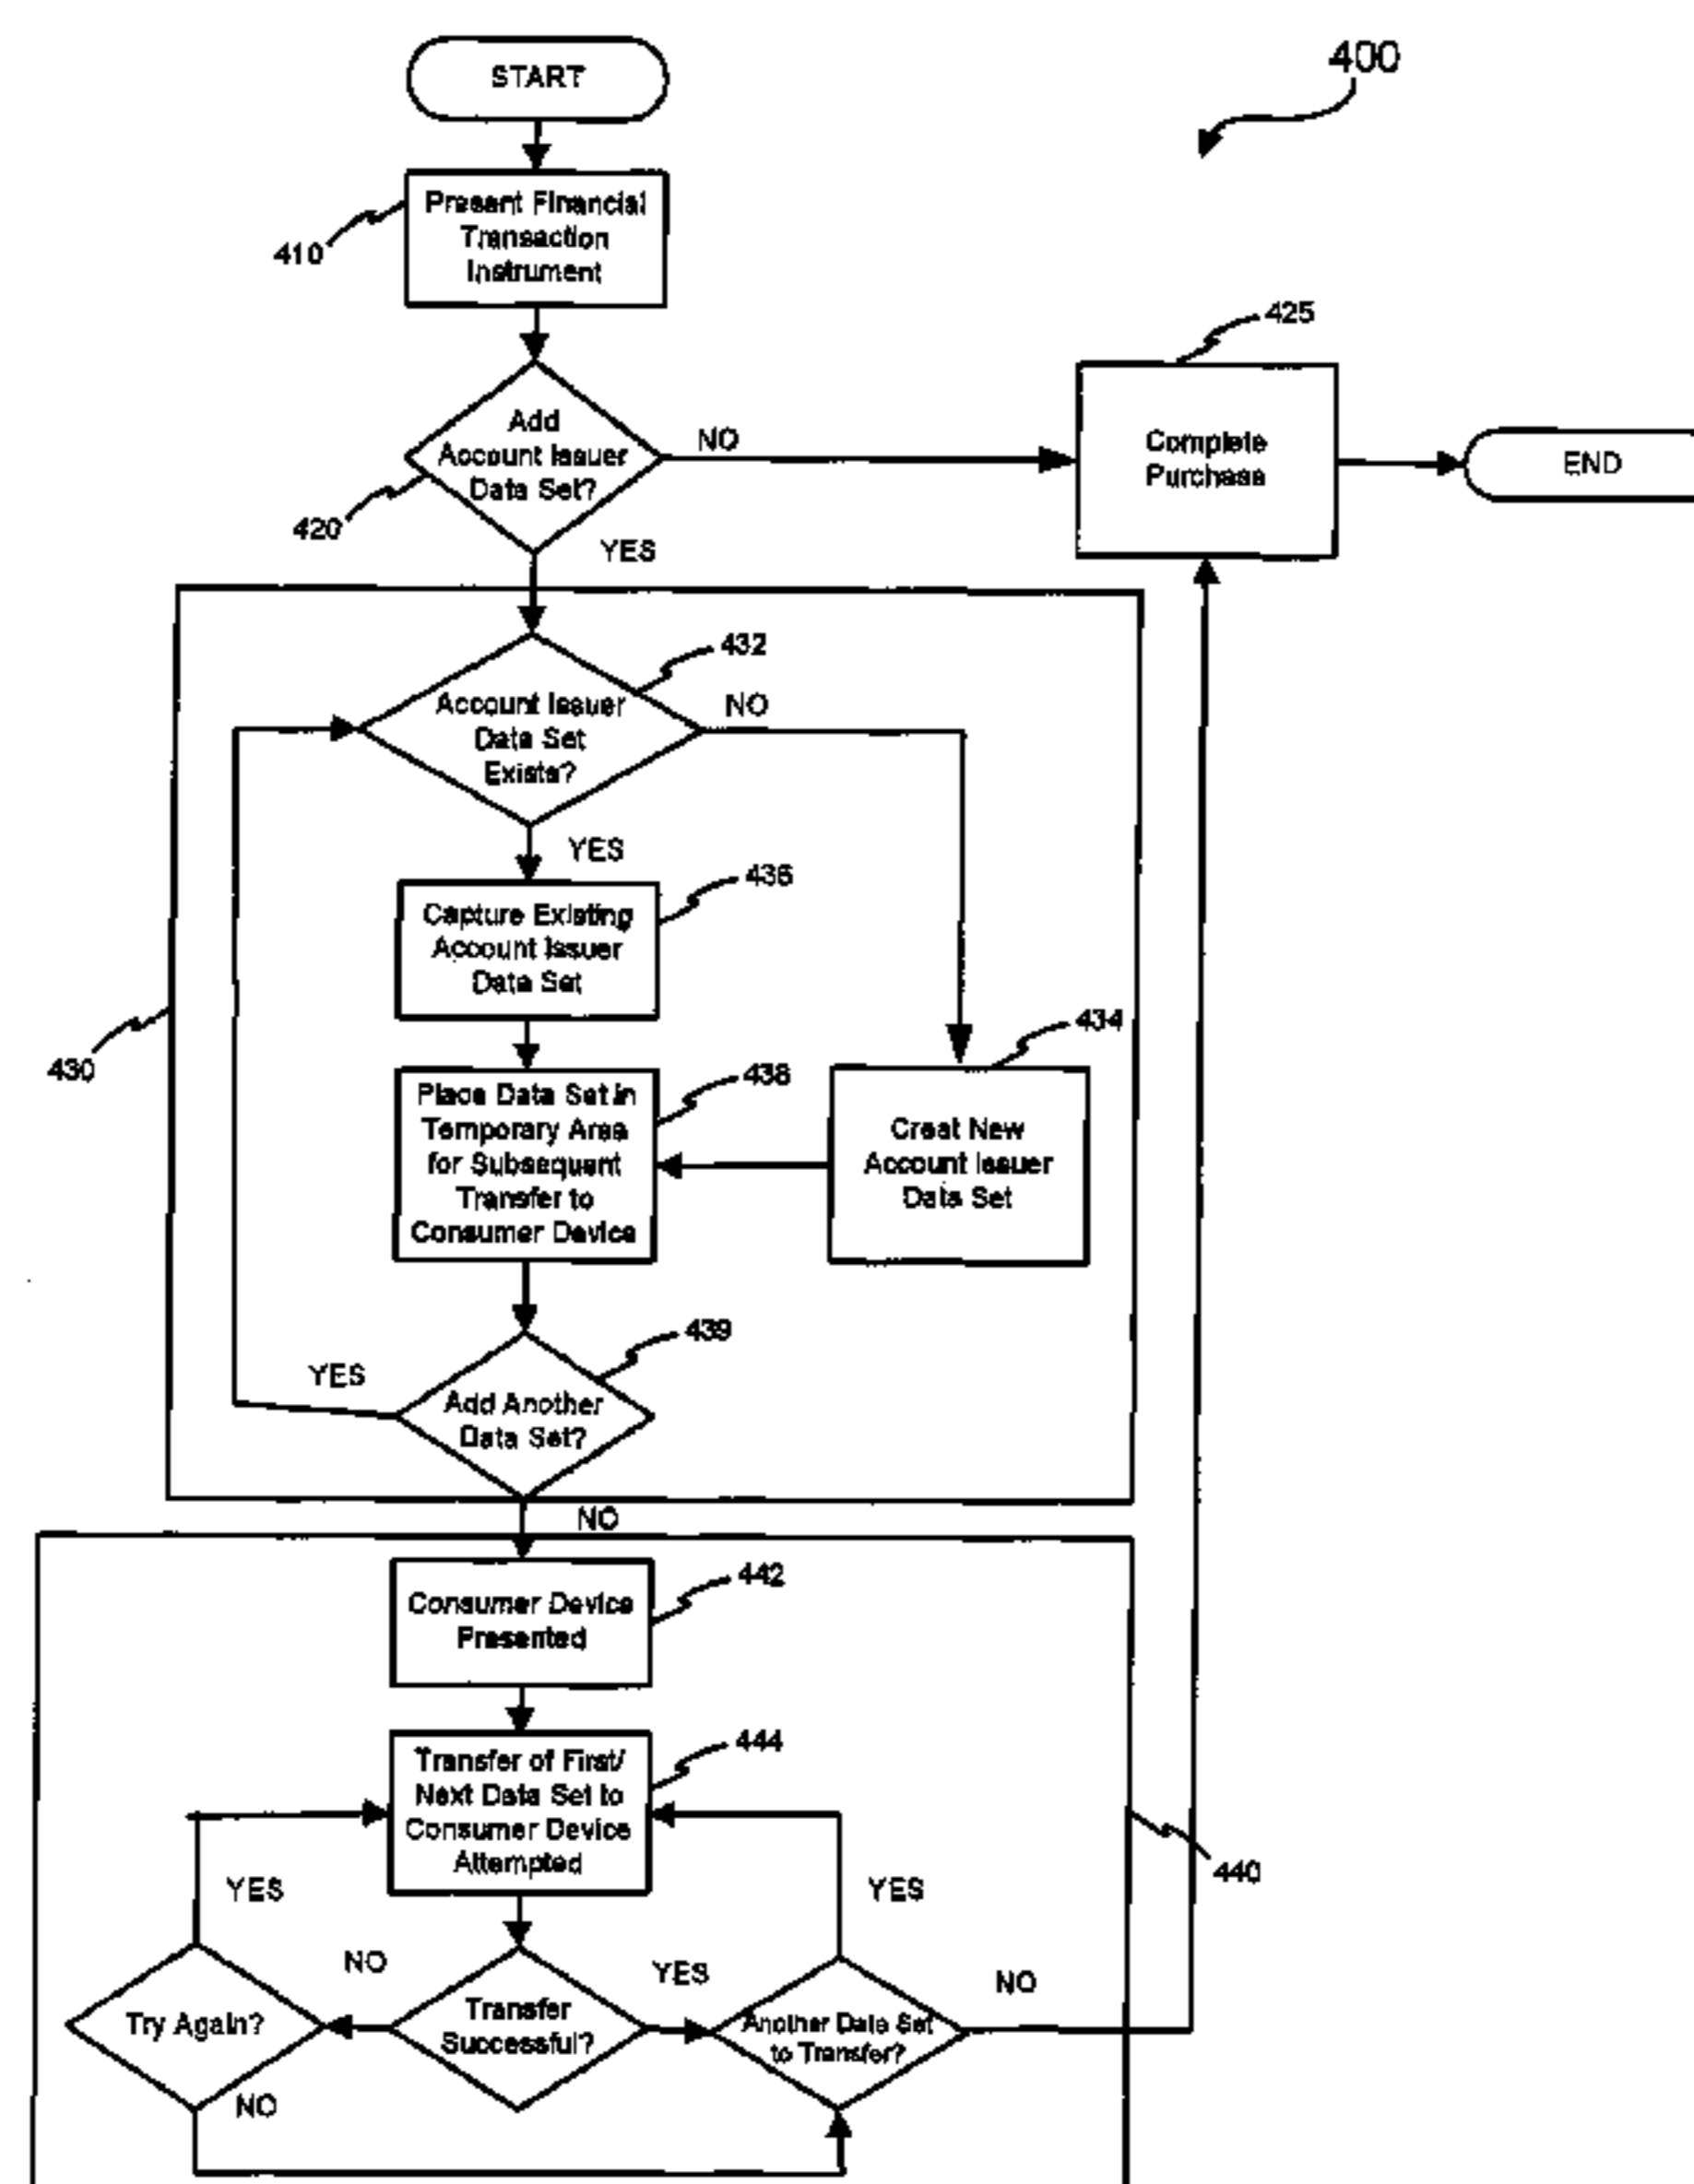 START
400
Present Financial
Transaction
Instrument
410
425
Add
Account Issuer
Data Set?
NO
Complete
Purchase
END
420
YES
432
Account Issuer
Data Set
Exists?
NO
YES
436
Capture Existing
Account Issuer
Data Set
430
434
438
Place Data Set in
Temporary Area
for Subsequent
Transfer to
Consumer Device
Creat New
Account Issuer
Data Set
439
YES
Add Another
Data Set?
NO
442
Consumer Device
Presented
444
Transfer of First/
Next Data Set to
Consumer Device
Attempted
440
YES
YES
NO
YES
NO
Try Again?
Transfer
Successful?
Another Data Set
to Transfer?
NO